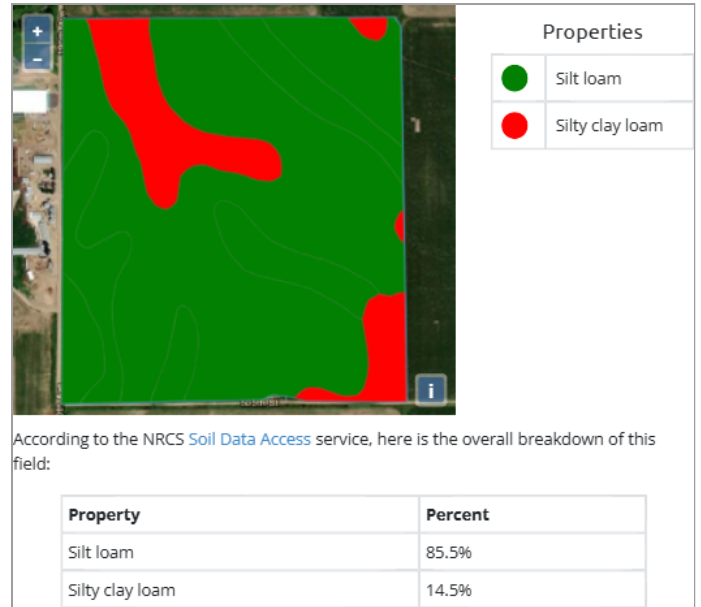 +
−
Properties
Silt loam
Silty clay loam
i
According to the NRCS Soil Data Access service, here is the overall breakdown of this
field:
Property Percent
Silt loam 85.5%
Silty clay loam 14.5%